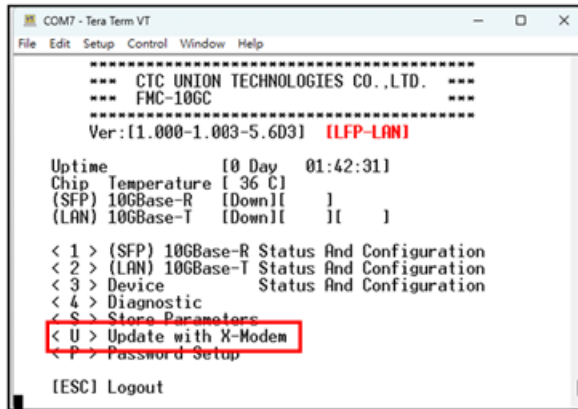 COM7 - Tera Term VT
File Edit Setup Control Window Help
*************************************************
*** CTC UNION TECHNOLOGIES CO.,LTD. ***
*** FMC-10GC ***
*************************************************
Ver:[1.000-1.003-5.6D3] [LFP-LAN]
Uptime [0 Day 01:42:31]
Chip Temperature [ 36 C]
(SFP) 10GBase-R [Down][ ]
(LAN) 10GBase-T [Down][ ][ ]
< 1 > (SFP) 10GBase-R Status And Configuration
< 2 > (LAN) 10GBase-T Status And Configuration
< 3 > Device Status And Configuration
< 4 > Diagnostic
< S > Store Parameters
< U > Update with X-Modem
< P > Password Setup
[ESC] Logout